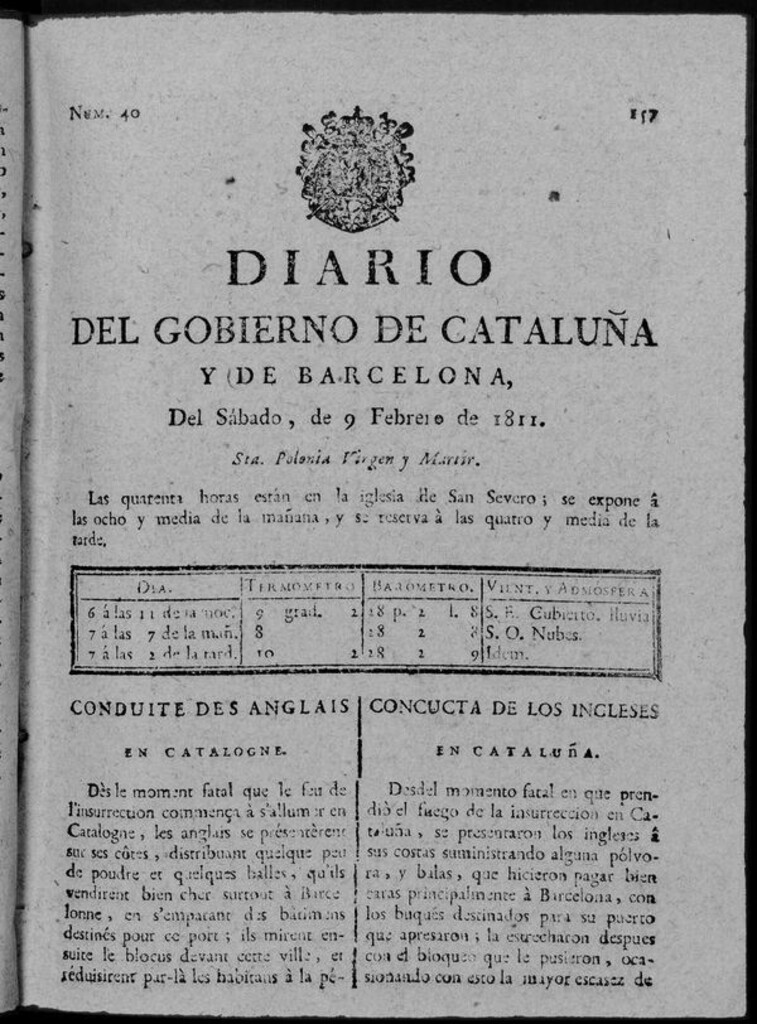 NUM. 40
157
DIARIO
DEL GOBIERNO DE CATALUÑA
Y DE BARCELONA,
Del Sábado, de 9 Febrero de 1811.
Sta. Polonia Virgen y Martir.
Las quarenta horas están en la iglesia de San Severo; se expone á
las ocho y media de la mañana, y se reserva à las quatro y media de la
tarde.
DIA. TERMOMETRO BAROMETRO. VIENT. Y ADMÓSFERA
6 á las 11 de la noc. 9 grad. 2 28 p. 2 l. 8 S. E. Cubierto. lluvia
7 á las 7 de la mañ. 8 28 2 8 S. O. Nubes.
7 á las 2 de la tard. 10 2 28 2 9 Idem.
CONDUITE DES ANGLAIS
EN CATALOGNE.
Dès le moment fatal que le feu de
l'insurrection commença à s'allumer en
Catalogne, les anglais se présentèrent
sur ses côtes, distribuant quelque peu
de poudre et quelques balles, qu'ils
vendirent bien cher surtout à Barce
lonne, en s'emparant des bâtimens
destinés pour ce port; ils mirent en-
suite le blocus devant cette ville, et
réduisirent par-là les habitans à la pé-
CONCUCTA DE LOS INGLESES
EN CATALUÑA.
Desdel momento fatal en que pren-
dió el fuego de la insurreccion en Ca-
taluña, se presentaron los ingleses á
sus costas suministrando alguna pólvo-
ra, y balas, que hicieron pagar bien
caras principalmente à Barcelona, con
los buques destinados para su puerto
que apresaron; la estrecharon despues
con el bloqueo que le pusieron, oca-
sionando con esto la mayor escasez de